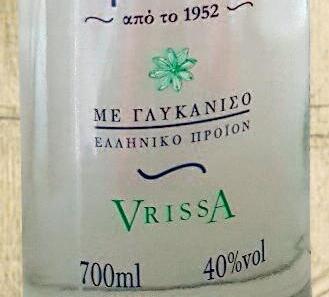 από το 1952
ΜΕ ΓΛΥΚΑΝΙΣΟ
ΕΛΛΗΝΙΚΟ ΠΡΟΪΟΝ
VRISSA
700ml 40%vol